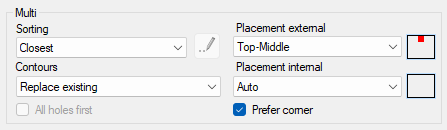 Multi
Sorting
Closest
Placement external
Top-Middle
Contours
Replace existing
Placement internal
Auto
All holes first
Prefer corner